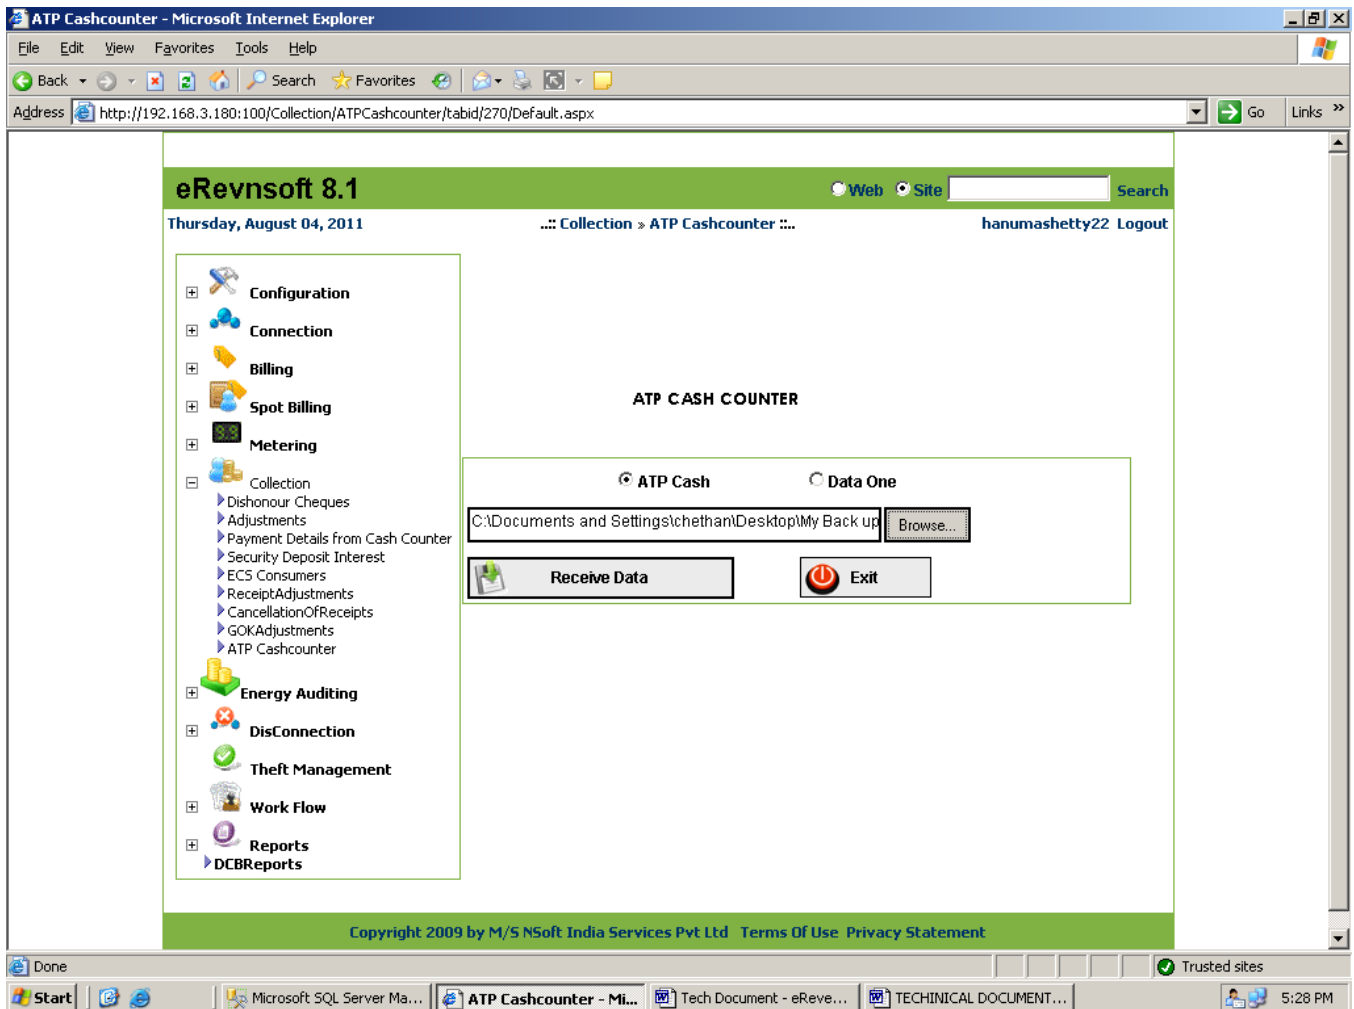 ATP Cashcounter - Microsoft Internet Explorer
File Edit View Favorites Tools Help
Back Search Favorites
Address http://192.168.3.180:100/Collection/ATPCashcounter/tabid/270/Default.aspx Go Links »
eRevnsoft 8.1 Web Site Search
Thursday, August 04, 2011 ..:: Collection » ATP Cashcounter ::.. hanumashetty22 Logout
Configuration
Connection
Billing
Spot Billing
Metering
Collection
Dishonour Cheques
Adjustments
Payment Details from Cash Counter
Security Deposit Interest
ECS Consumers
ReceiptAdjustments
CancellationOfReceipts
GOKAdjustments
ATP Cashcounter
Energy Auditing
DisConnection
Theft Management
Work Flow
Reports
DCBReports
ATP CASH COUNTER
ATP Cash Data One
C:\Documents and Settings\chethan\Desktop\My Back up Browse...
Receive Data Exit
Copyright 2009 by M/S NSoft India Services Pvt Ltd Terms Of Use Privacy Statement
Done Trusted sites
Start Microsoft SQL Server Ma... ATP Cashcounter - Mi... Tech Document - eReve... TECHINICAL DOCUMENT... 5:28 PM